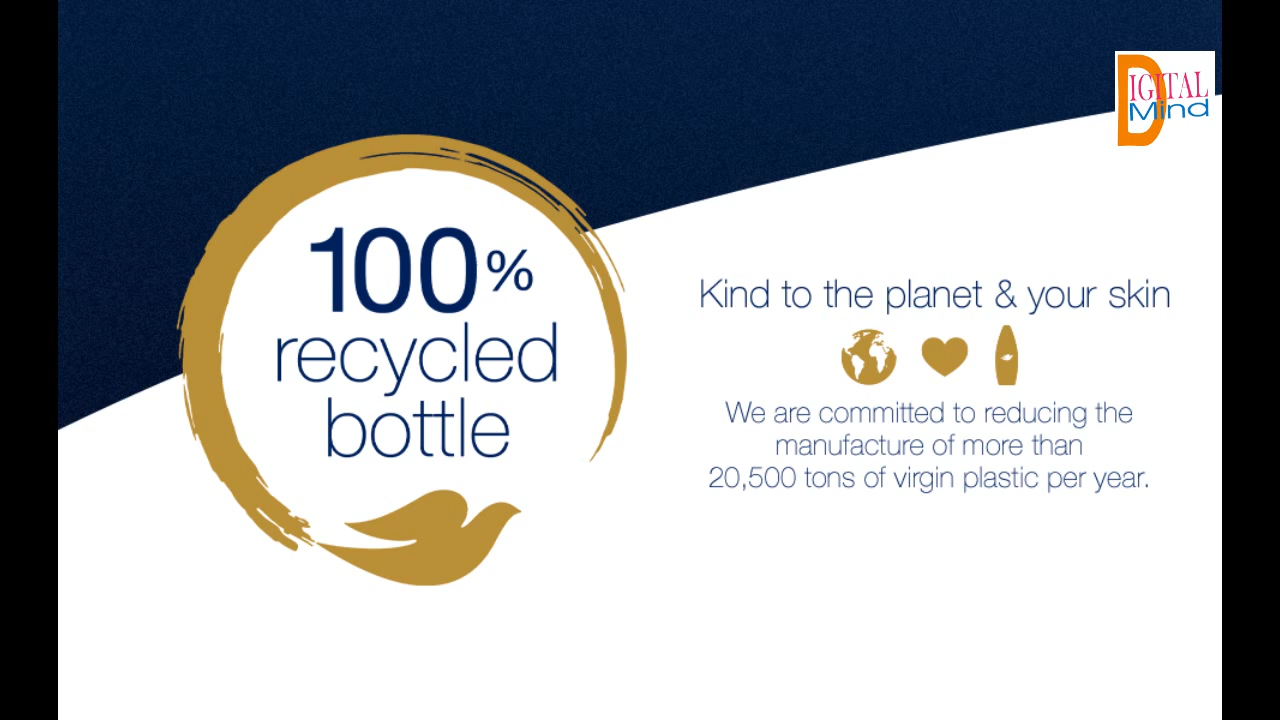 DIGITAL
Mind
100%
recycled
bottle
Kind to the planet & your skin
We are committed to reducing the
manufacture of more than
20,500 tons of virgin plastic per year.